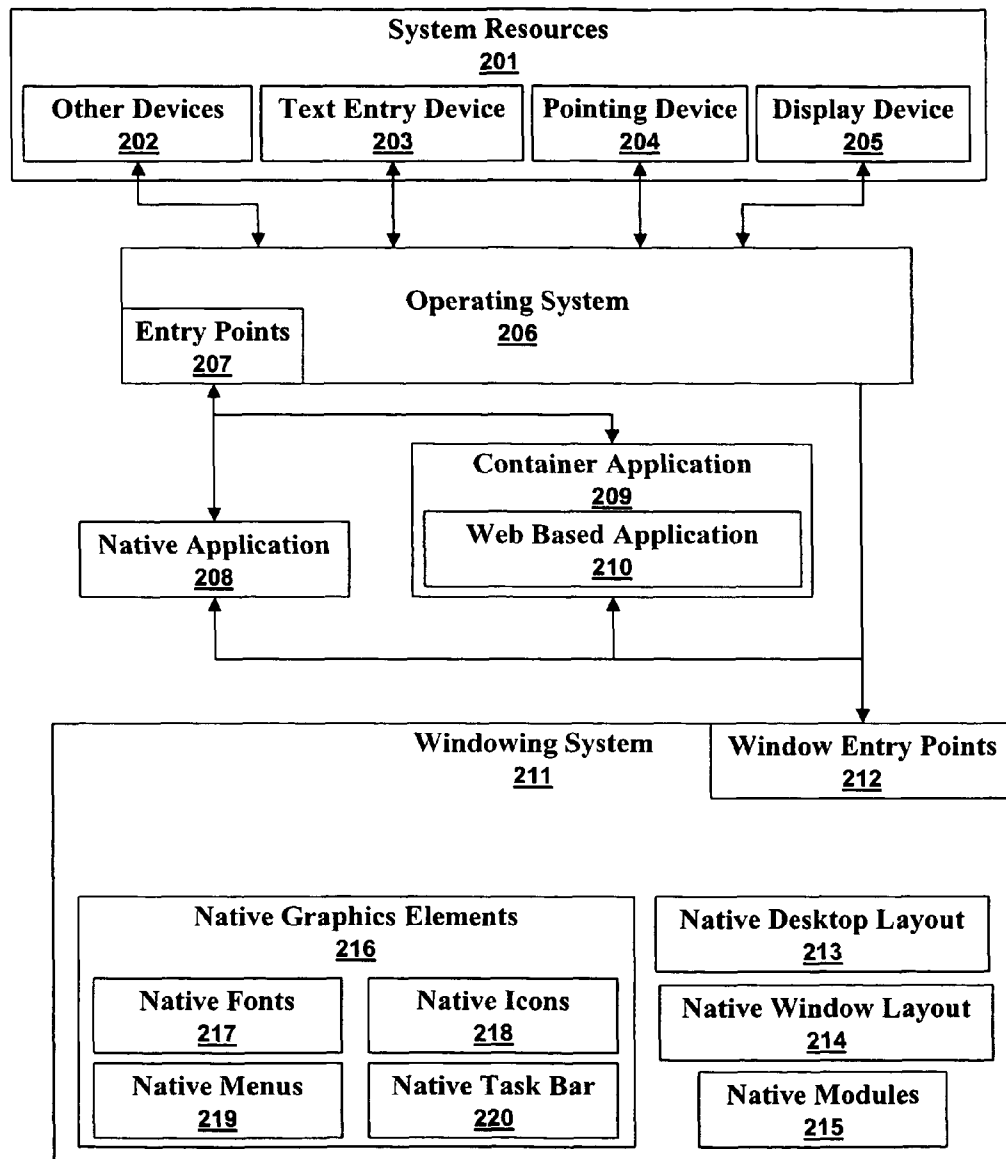 System Resources
201
Other Devices
202
Text Entry Device
203
Pointing Device
204
Display Device
205
Operating System
206
Entry Points
207
Container Application
209
Web Based Application
210
Native Application
208
Windowing System
211
Window Entry Points
212
Native Graphics Elements
216
Native Fonts
217
Native Icons
218
Native Menus
219
Native Task Bar
220
Native Desktop Layout
213
Native Window Layout
214
Native Modules
215